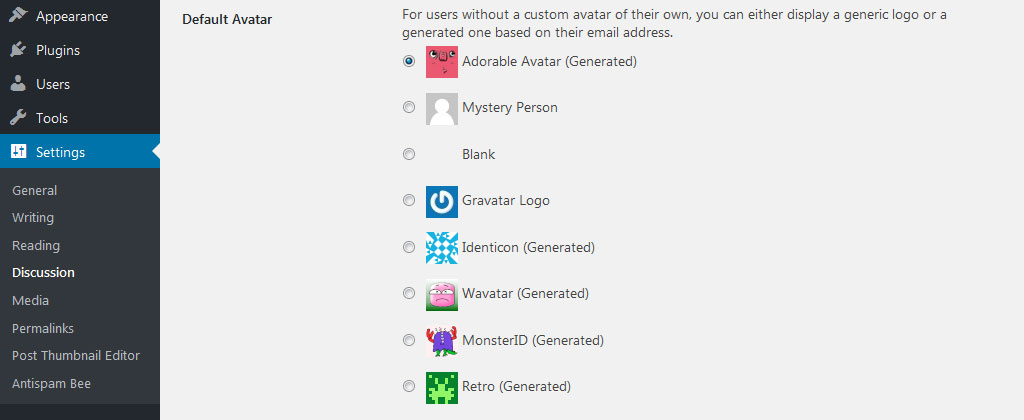 Appearance
Plugins
Users
Tools
Settings
General
Writing
Reading
Discussion
Media
Permalinks
Post Thumbnail Editor
Antispam Bee
Default Avatar
For users without a custom avatar of their own, you can either display a generic logo or a
generated one based on their email address.
Adorable Avatar (Generated)
Mystery Person
Blank
Gravatar Logo
Identicon (Generated)
Wavatar (Generated)
MonsterID (Generated)
Retro (Generated)